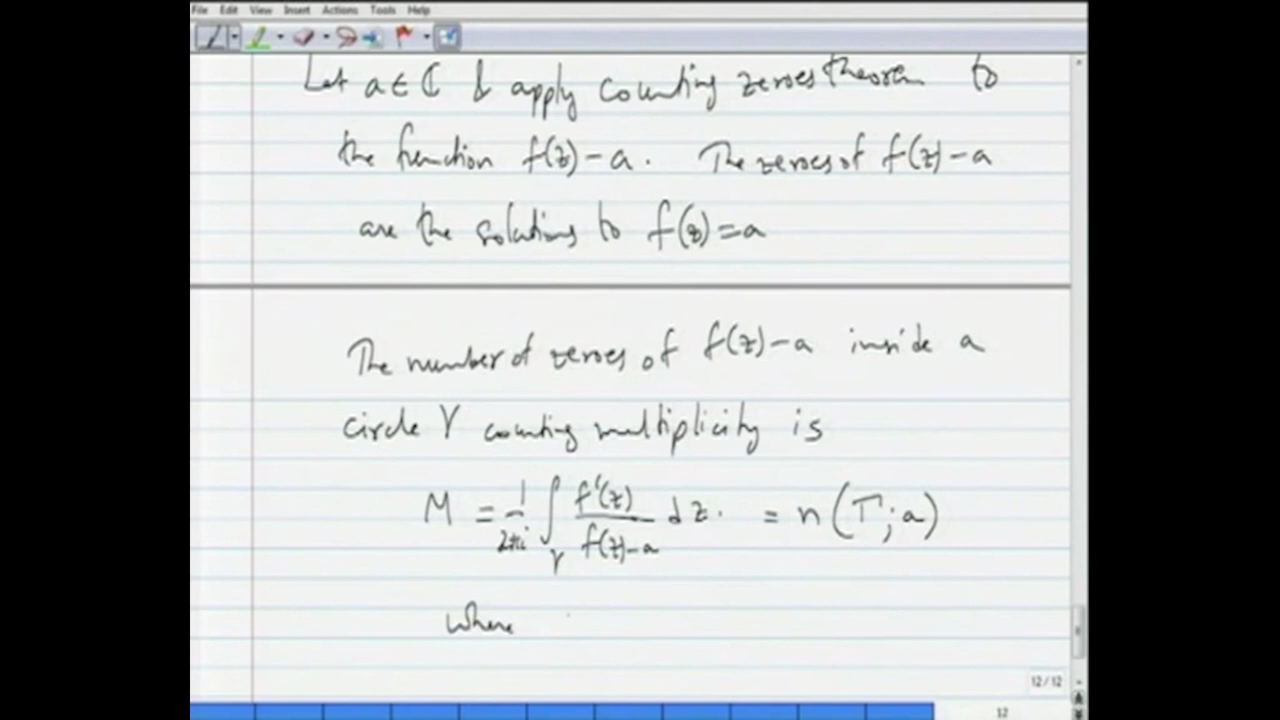 File Edit View Insert Actions Tools Help
Let a ∈ ℂ & apply counting zeroes theorem to
the function f(z) - a. The zeroes of f(z) - a
are the solutions to f(z) = a
The number of zeroes of f(z) - a inside a
circle γ counting multiplicity is
M = 1/2πi ∫_γ f'(z)/f(z)-a dz. = n(Γ; a)
where
12/12
12